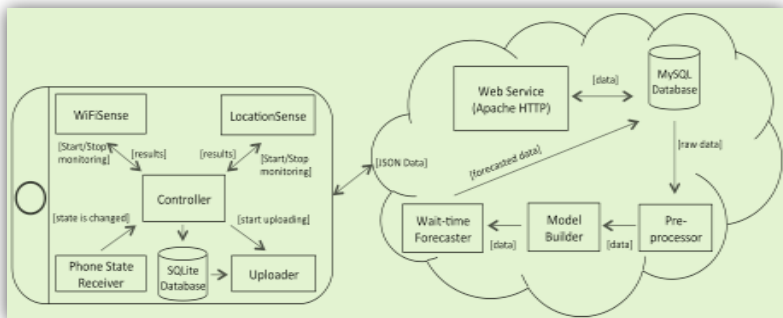 WiFiSense
LocationSense
[Start/Stop
monitoring]
[results]
[results]
[Start/Stop
monitoring]
Controller
[state is changed]
[start uploading]
Phone State
Receiver
SQLite
Database
Uploader
[JSON Data]
Web Service
(Apache HTTP)
[data]
MySQL
Database
[forecasted data]
[raw data]
Wait-time
Forecaster
[data]
Model
Builder
[data]
Pre-
processor